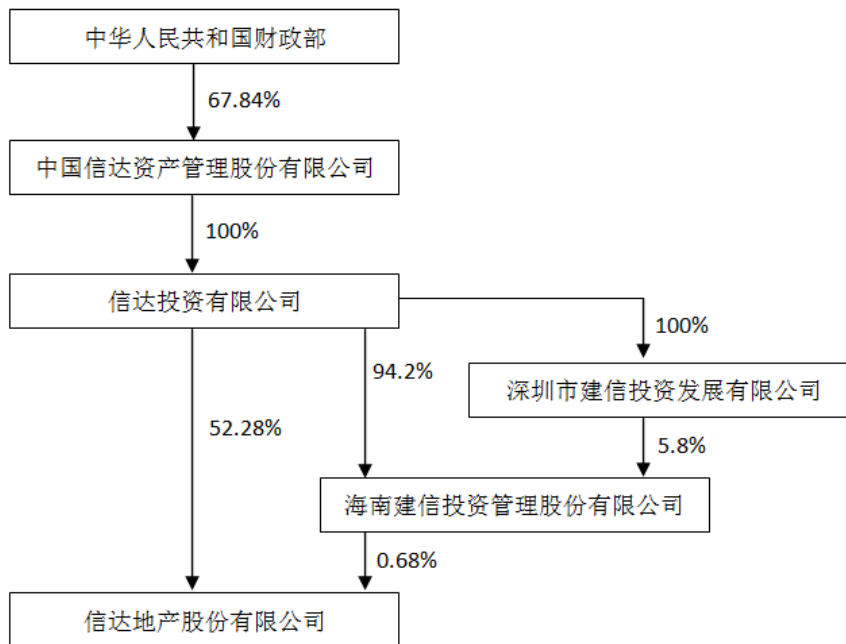 中华人民共和国财政部
67.84%
中国信达资产管理股份有限公司
100%
信达投资有限公司
100%
94.2%
深圳市建信投资发展有限公司
52.28%
5.8%
海南建信投资管理股份有限公司
0.68%
信达地产股份有限公司